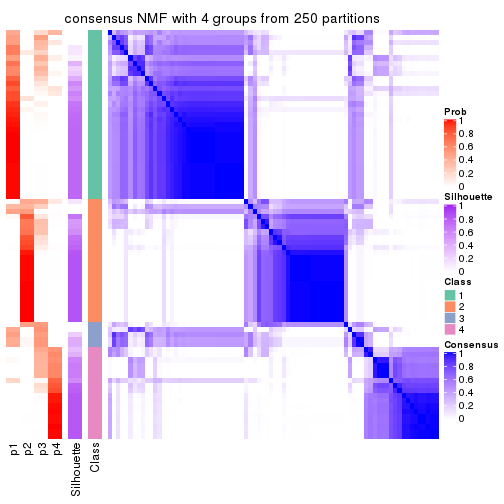 consensus NMF with 4 groups from 250 partitions
Prob
1
0.8
0.6
0.4
0.2
0
Silhouette
1
0.8
0.6
0.4
0.2
0
Class
1
2
3
4
Consensus
1
0.8
0.6
0.4
0.2
0
p1
p2
p3
p4
Silhouette
Class